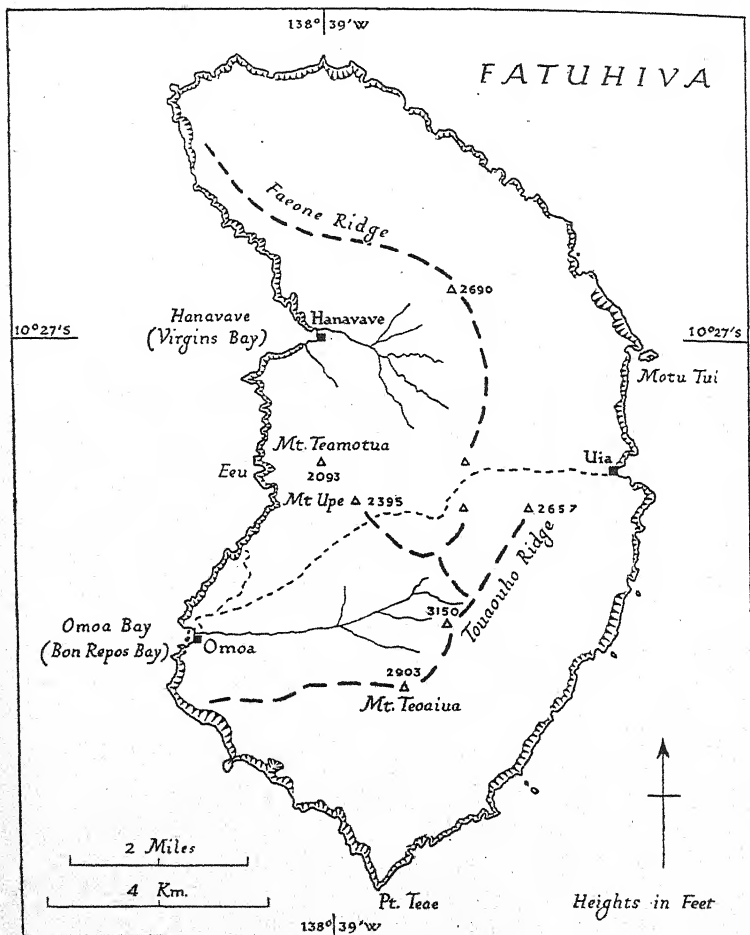 138° 39'W
FATUHIVA
Faeone Ridge
2690
Hanavave
(Virgins Bay)
Hanavave
10°27's
10°27's
Motu Tui
Mt. Teamotua
2093
Eeu
Uia
Mt Upe 2395
2657
Touaouho Ridge
3150
Omoa Bay
(Bon Repos Bay)
Omoa
2903
Mt. Teoaiua
2 Miles
4 Km.
Pt. Teae
Heights in Feet
138° 39'W